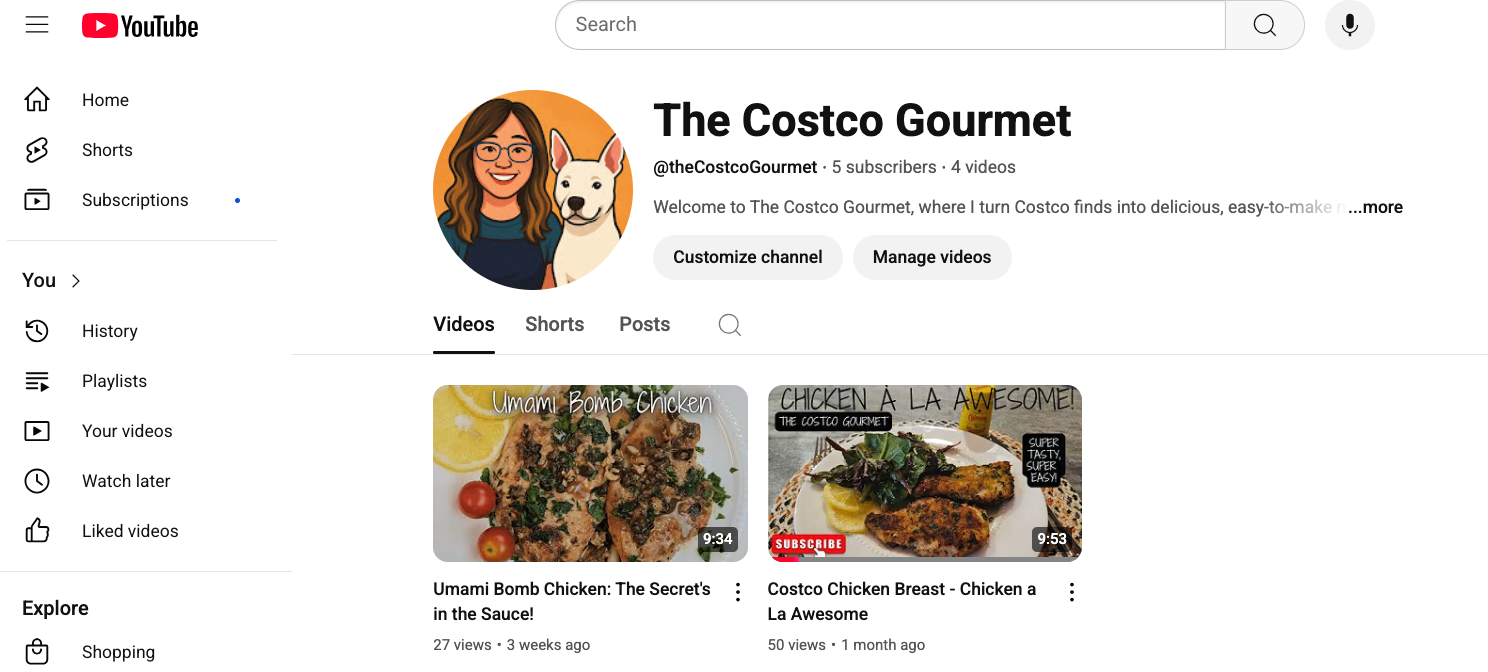 YouTube
Search
Home
Shorts
Subscriptions
You
History
Playlists
Your videos
Watch later
Liked videos
Explore
Shopping
The Costco Gourmet
@theCostcoGourmet · 5 subscribers · 4 videos
Welcome to The Costco Gourmet, where I turn Costco finds into delicious, easy-to-make ...more
Customize channel
Manage videos
Videos
Shorts
Posts
Umami Bomb Chicken
9:34
Umami Bomb Chicken: The Secret's
in the Sauce!
27 views • 3 weeks ago
CHICKEN À LA AWESOME!
THE COSTCO GOURMET
SUPER
TASTY,
SUPER
EASY!
SUBSCRIBE
9:53
Costco Chicken Breast - Chicken a
La Awesome
50 views • 1 month ago